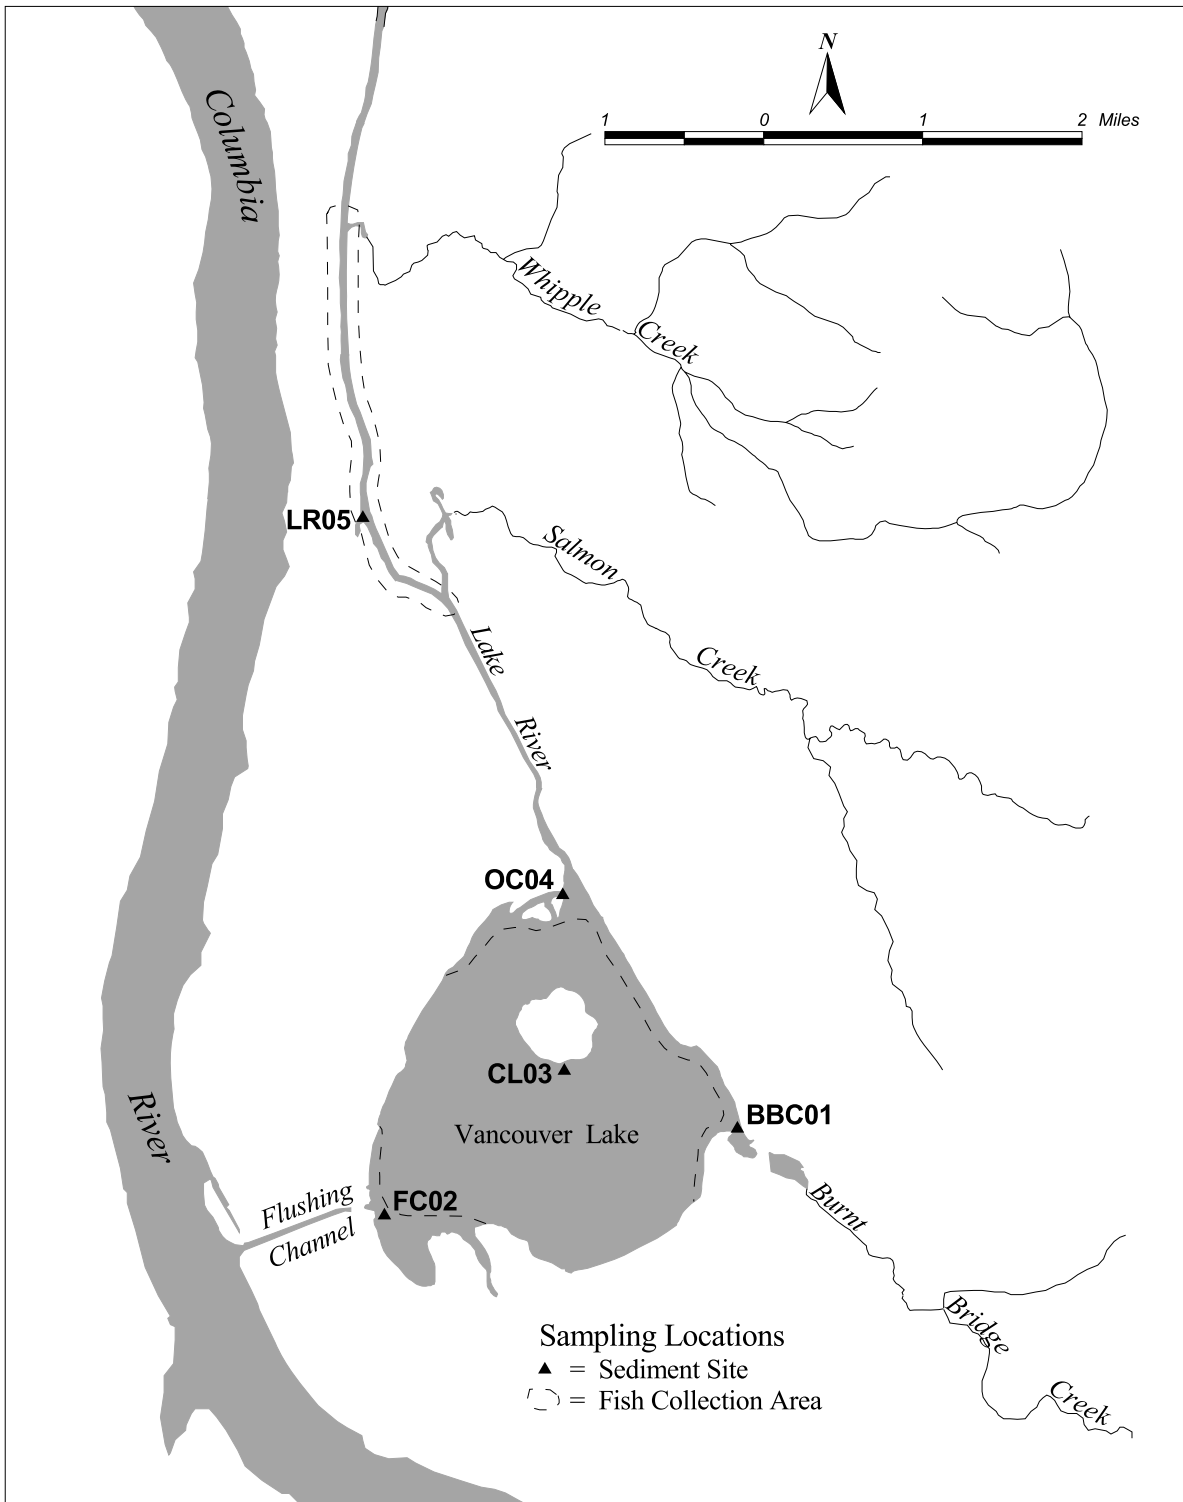 N
1 0 1 2 Miles
Columbia
Whipple
Creek
LR05
Salmon
Creek
Lake
River
OC04
CL03
BBC01
Vancouver Lake
River
FC02
Flushing
Channel
Burnt
Bridge
Creek
Sampling Locations
= Sediment Site
= Fish Collection Area